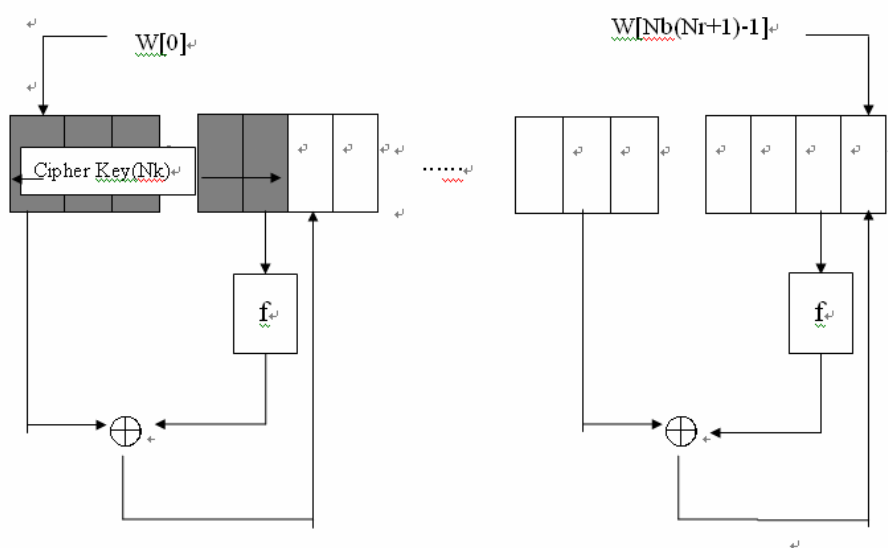 W[0]
W[Nb(Nr+1)-1]
Cipher Key(Nk)
......
f
f